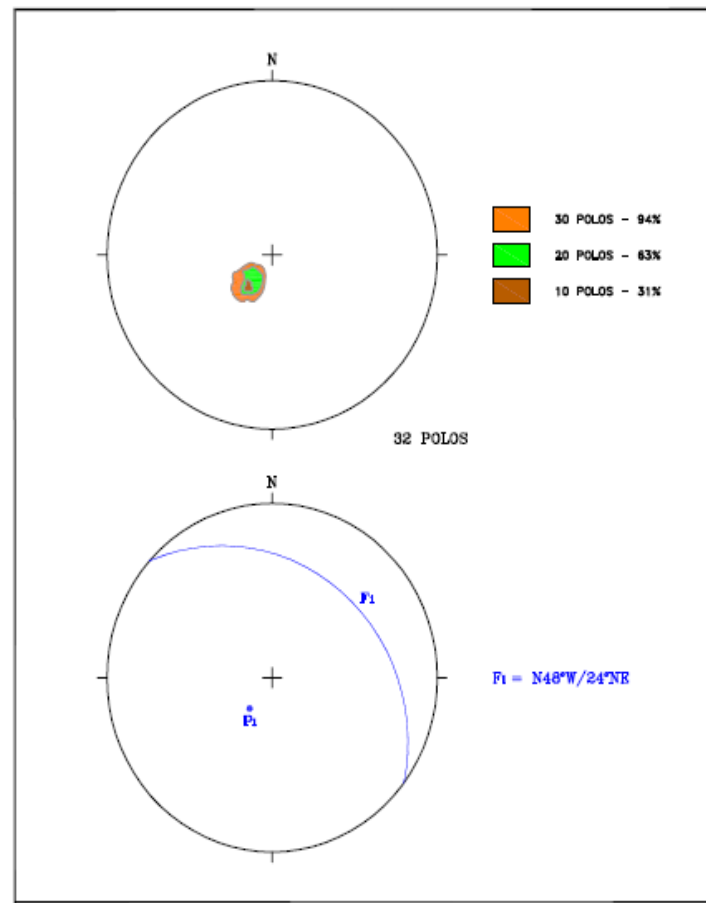 N
30 POLOS - 94%
20 POLOS - 63%
10 POLOS - 31%
32 POLOS
N
F1
F1 = N48°W/24°NE
P1